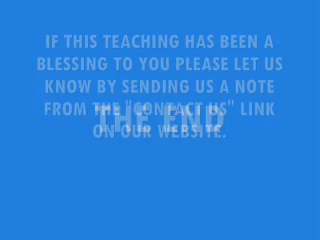 IF THIS TEACHING HAS BEEN A
BLESSING TO YOU PLEASE LET US
KNOW BY SENDING US A NOTE
FROM THE "CONTACT US" LINK
THE END
ON OUR WEBSITE.